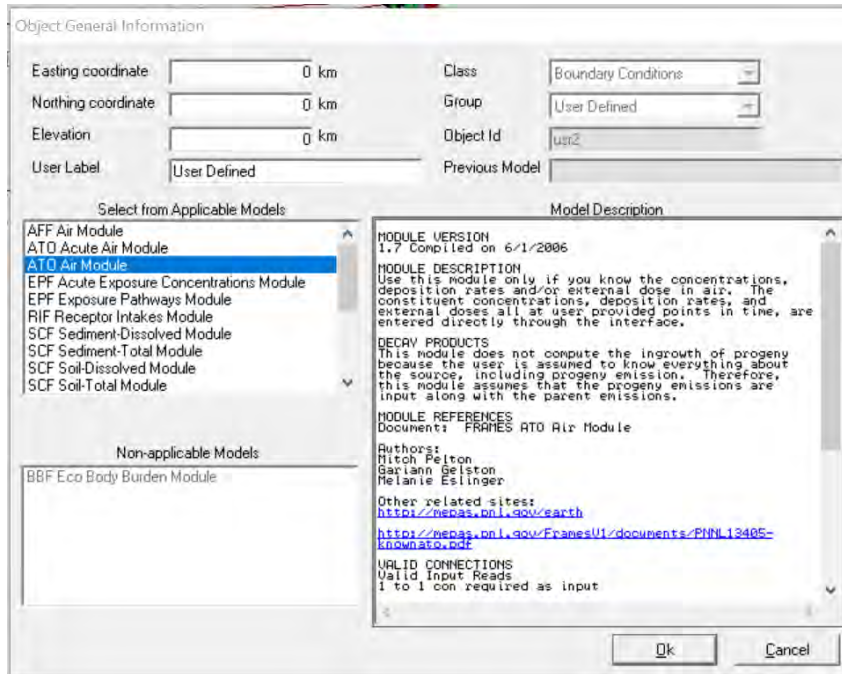 Object General Information
Easting coordinate 0 km
Northing coordinate 0 km
Elevation 0 km
User Label User Defined
Class Boundary Conditions
Group User Defined
Object Id usr2
Previous Model
Select from Applicable Models
AFF Air Module
ATO Acute Air Module
ATO Air Module
EPF Acute Exposure Concentrations Module
EPF Exposure Pathways Module
RIF Receptor Intakes Module
SCF Sediment-Dissolved Module
SCF Sediment-Total Module
SCF Soil-Dissolved Module
SCF Soil-Total Module
Non-applicable Models
BBF Eco Body Burden Module
Model Description
MODULE VERSION
1.7 Compiled on 6/1/2006
MODULE DESCRIPTION
Use this module only if you know the concentrations,
deposition rates and/or external dose in air. The
constituent concentrations, deposition rates, and
external doses all at user provided points in time, are
entered directly through the interface.
DECAY PRODUCTS
This module does not compute the ingrowth of progeny
because the user is assumed to know everything about
the source, including progeny emission. Therefore,
this module assumes that the progeny emissions are
input along with the parent emissions.
MODULE REFERENCES
Document: FRAMES ATO Air Module
Authors:
Mitch Pelton
Gariann Gelston
Melanie Eslinger
Other related sites:
http://mepas.pnl.gov/earth
http://mepas.pnl.gov/FramesV1/documents/PNNL13405-
knownato.pdf
VALID CONNECTIONS
Valid Input Reads
1 to 1 con required as input
Ok
Cancel